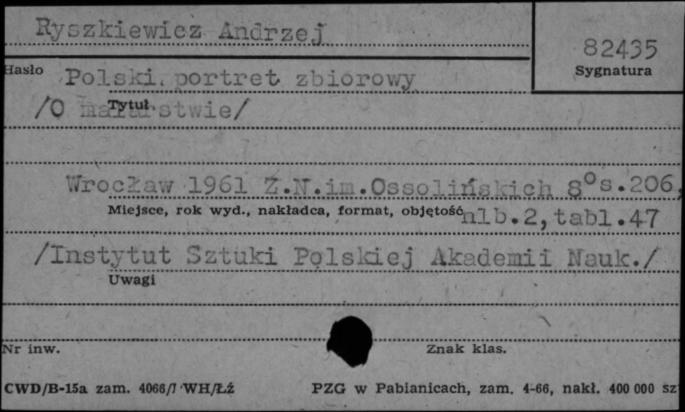 Ryszkiewicz Andrzej
82435
Hasło
Sygnatura
Polski portret zbiorowy
Tytuł
/O malarstwie/
Wrocław 1961 Z.N.im.Ossolińskich 8°s.206,
Miejsce, rok wyd., nakładca, format, objętość
nlb.2,tabl.47
/Instytut Sztuki Polskiej Akademii Nauk./
Uwagi
Nr inw.
Znak klas.
CWD/B-15a zam. 4066/7 WH/ŁŻ
PZG w Pabianicach, zam. 4-66, nakł. 400 000 sz